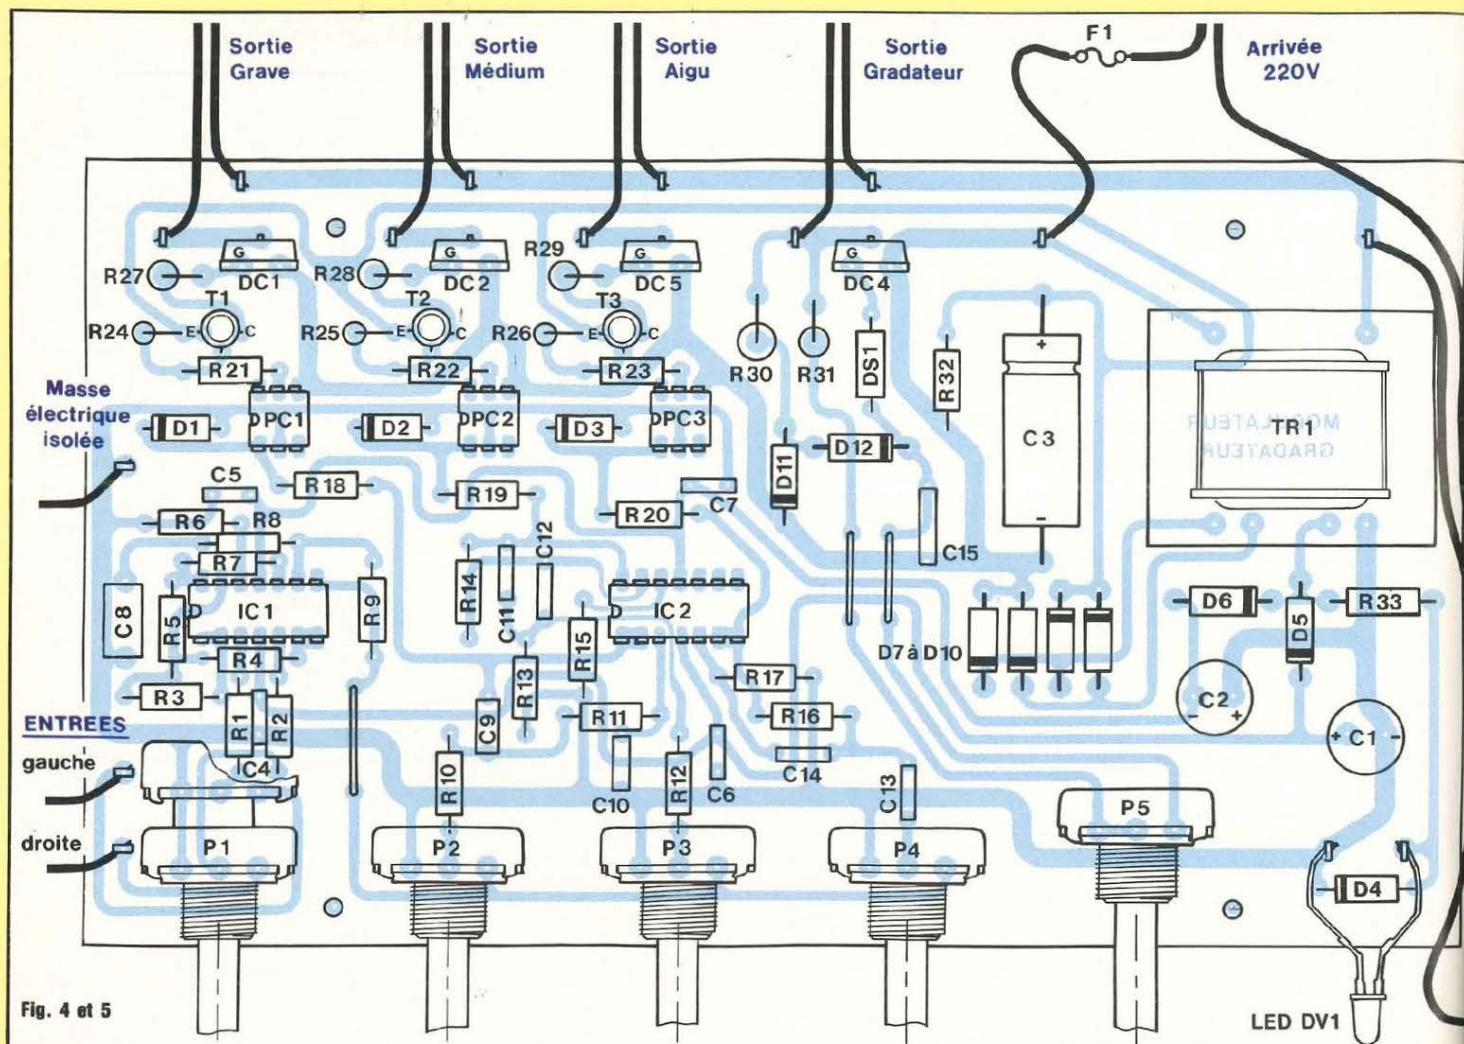 Sortie
Grave
Sortie
Médium
Sortie
Aigu
Sortie
Gradateur
F1
Arrivée
220V
R27
G
DC1
R28
G
DC2
R29
G
DC5
G
DC4
R24
T1
E
C
R25
T2
E
C
R26
T3
E
C
R30
R31
DS1
R32
+
C3
-
R21
R22
R23
TR1
MODULATEUR
GRADATEUR
Masse
électrique
isolée
D1
PC1
D2
PC2
D3
PC3
D11
D12
C5
R18
R19
R20
C7
C15
R6
R8
R7
C12
C8
R5
IC1
R9
R14
C11
R15
IC2
D7 à D10
D6
D5
R33
R4
R3
R13
R17
C2
- +
ENTREES
R1
R2
C9
R11
R16
+ C1 -
gauche
C4
R10
C10
R12
C6
C14
C13
P5
droite
P1
P2
P3
P4
D4
Fig. 4 et 5
LED DV1